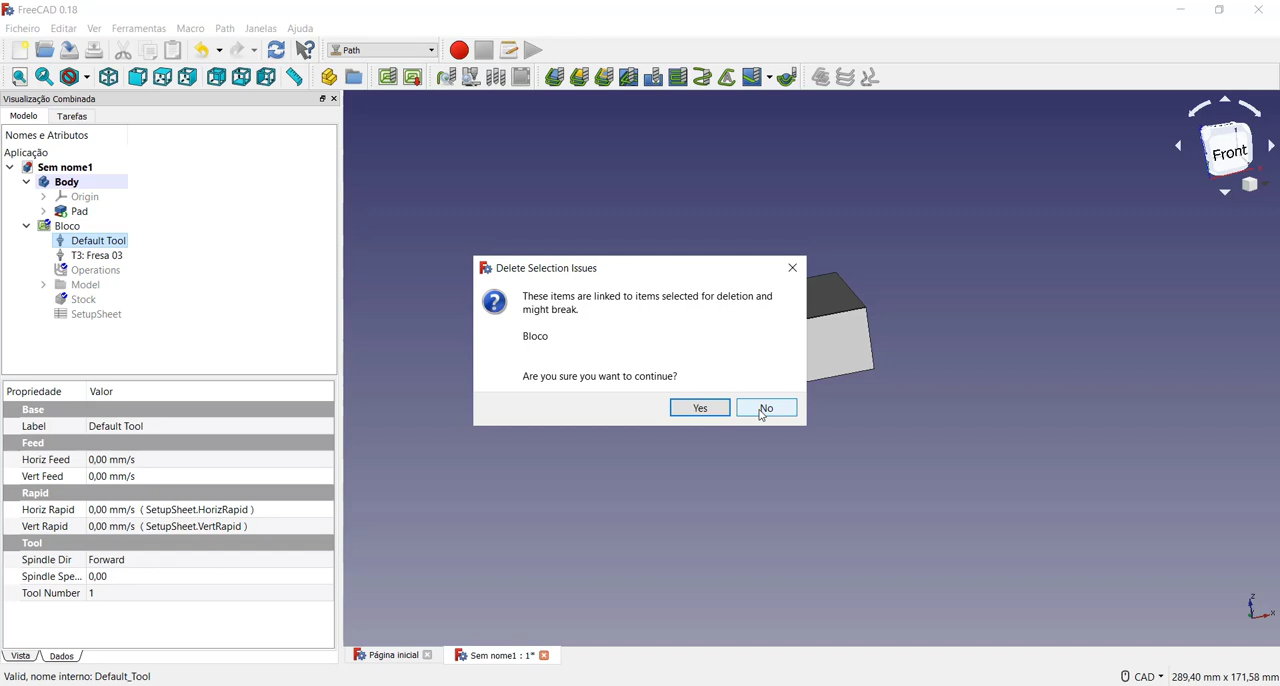 FreeCAD 0.18
Ficheiro Editar Ver Ferramentas Macro Path Janelas Ajuda
Path
Visualização Combinada
Modelo Tarefas
Nomes e Atributos
Aplicação
Sem nome1
Body
Origin
Pad
Bloco
Default Tool
T3: Fresa 03
Operations
Model
Stock
SetupSheet
Front
Delete Selection Issues
These items are linked to items selected for deletion and
might break.
Bloco
Are you sure you want to continue?
Yes No
Propriedade Valor
Base
Label Default Tool
Feed
Horiz Feed 0,00 mm/s
Vert Feed 0,00 mm/s
Rapid
Horiz Rapid 0,00 mm/s ( SetupSheet.HorizRapid )
Vert Rapid 0,00 mm/s ( SetupSheet.VertRapid )
Tool
Spindle Dir Forward
Spindle Spe... 0,00
Tool Number 1
Z
X
Vista Dados
Página inicial Sem nome1 : 1*
Valid, nome interno: Default_Tool
CAD 289,40 mm x 171,58 mm